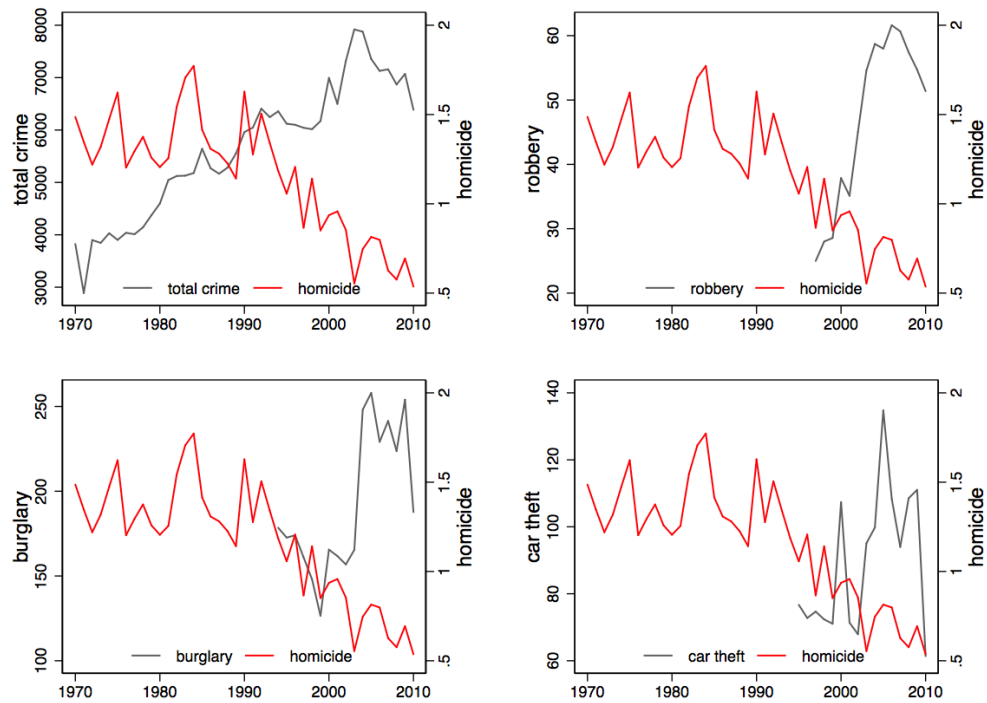 total crime
3000 4000 5000 6000 7000 8000
.5 1 1.5 2
homicide
total crime homicide
1970 1980 1990 2000 2010
robbery
20 30 40 50 60
.5 1 1.5 2
homicide
robbery homicide
1970 1980 1990 2000 2010
burglary
100 150 200 250
.5 1 1.5 2
homicide
burglary homicide
1970 1980 1990 2000 2010
car theft
60 80 100 120 140
.5 1 1.5 2
homicide
car theft homicide
1970 1980 1990 2000 2010